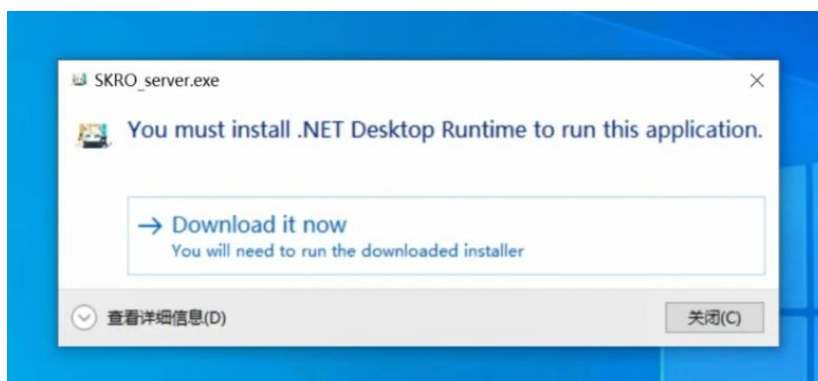 SKRO_server.exe
You must install .NET Desktop Runtime to run this application.
Download it now
You will need to run the downloaded installer
查看详细信息(D)
关闭(C)